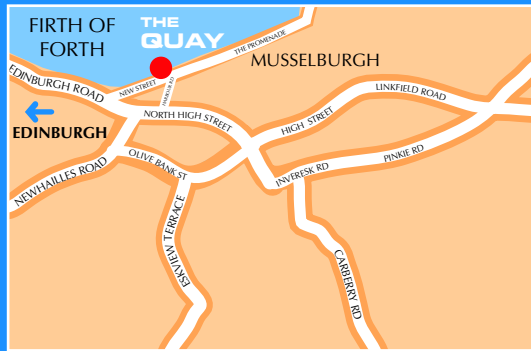 FIRTH OF
FORTH
THE
QUAY
THE PROMENADE
MUSSELBURGH
NEW STREET
HARBOUR RD
EDINBURGH ROAD
EDINBURGH
NORTH HIGH STREET
HIGH STREET
LINKFIELD ROAD
NEWHAILLES ROAD
OLIVE BANK ST
INVERESK RD
PINKIE RD
ESKVIEW TERRACE
CARBERRY RD